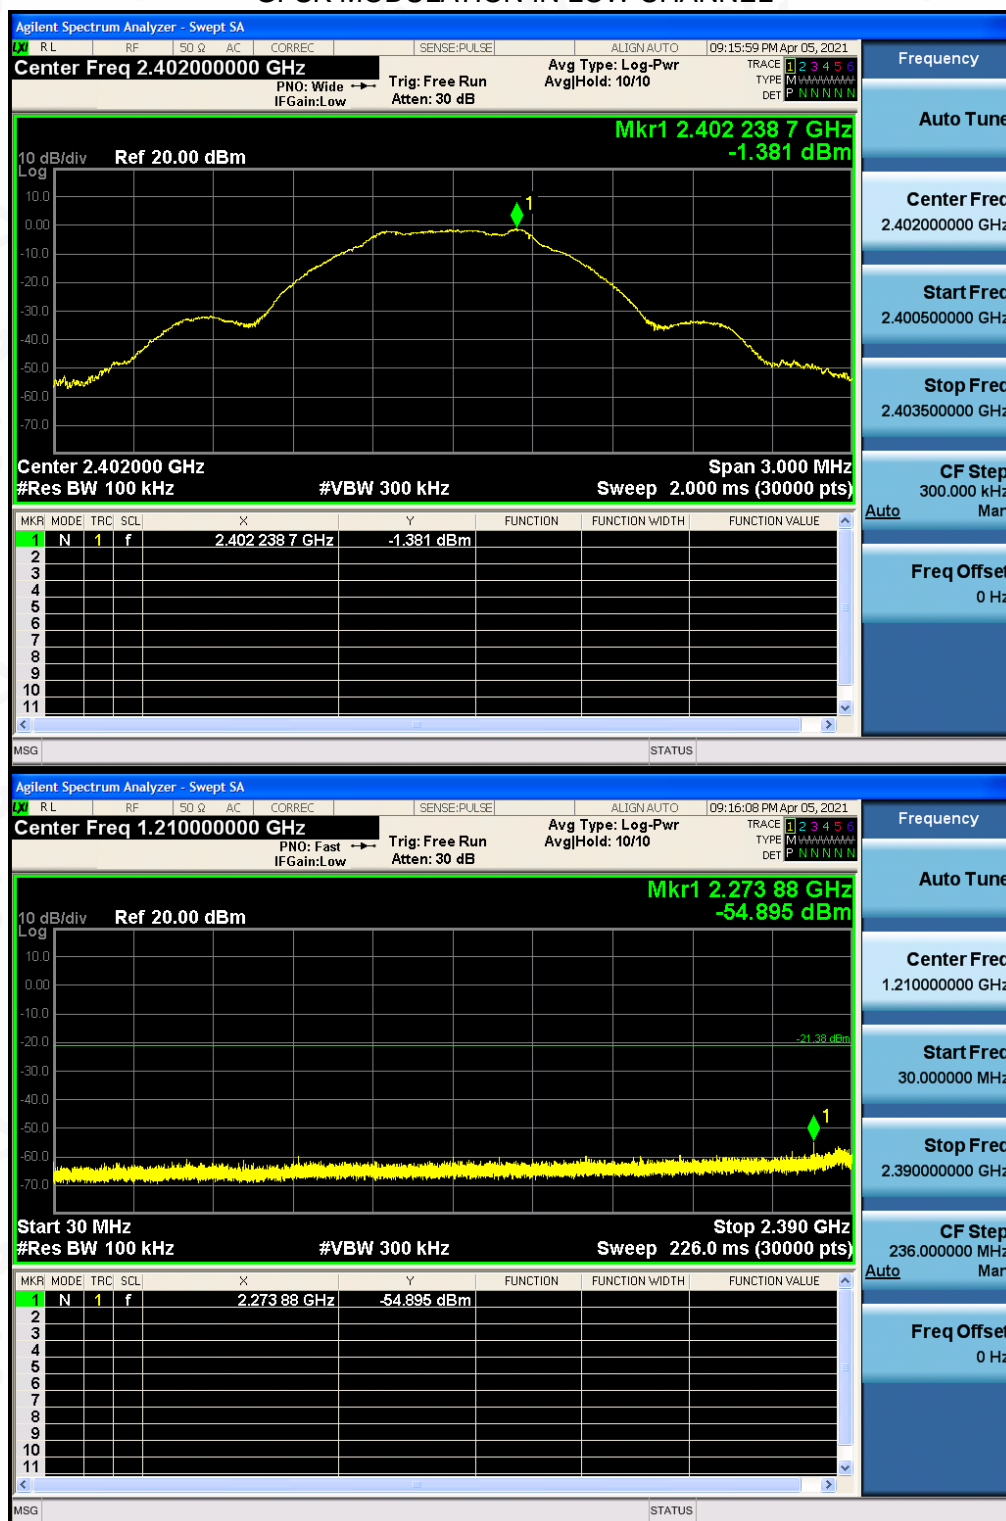 Agilent Spectrum Analyzer - Swept SA
LXI RL RF 50 Ω AC CORREC SENSE:PULSE ALIGN AUTO 09:15:59 PM Apr 05, 2021
Center Freq 2.402000000 GHz
PNO: Wide
IFGain:Low
Trig: Free Run
Atten: 30 dB
Avg Type: Log-Pwr
Avg|Hold: 10/10
TRACE 1 2 3 4 5 6
TYPE M
DET P N N N N N
Mkr1 2.402 238 7 GHz
-1.381 dBm
10 dB/div Ref 20.00 dBm
Log
10.0
0.00
-10.0
-20.0
-30.0
-40.0
-50.0
-60.0
-70.0
1
Center 2.402000 GHz Span 3.000 MHz
#Res BW 100 kHz #VBW 300 kHz Sweep 2.000 ms (30000 pts)
MKR MODE TRC SCL X Y FUNCTION FUNCTION WIDTH FUNCTION VALUE
1 N 1 f 2.402 238 7 GHz -1.381 dBm
2
3
4
5
6
7
8
9
10
11
MSG STATUS
Frequency
Auto Tune
Center Freq
2.402000000 GHz
Start Freq
2.400500000 GHz
Stop Freq
2.403500000 GHz
CF Step
300.000 kHz
Auto Man
Freq Offset
0 Hz
Agilent Spectrum Analyzer - Swept SA
LXI RL RF 50 Ω AC CORREC SENSE:PULSE ALIGN AUTO 09:16:08 PM Apr 05, 2021
Center Freq 1.210000000 GHz
PNO: Fast
IFGain:Low
Trig: Free Run
Atten: 30 dB
Avg Type: Log-Pwr
Avg|Hold: 10/10
TRACE 1 2 3 4 5 6
TYPE M
DET P N N N N N
Mkr1 2.273 88 GHz
-54.895 dBm
10 dB/div Ref 20.00 dBm
Log
10.0
0.00
-10.0
-20.0
-30.0
-40.0
-50.0
-60.0
-70.0
-21.38 dBm
1
Start 30 MHz Stop 2.390 GHz
#Res BW 100 kHz #VBW 300 kHz Sweep 226.0 ms (30000 pts)
MKR MODE TRC SCL X Y FUNCTION FUNCTION WIDTH FUNCTION VALUE
1 N 1 f 2.273 88 GHz -54.895 dBm
2
3
4
5
6
7
8
9
10
11
MSG STATUS
Frequency
Auto Tune
Center Freq
1.210000000 GHz
Start Freq
30.000000 MHz
Stop Freq
2.390000000 GHz
CF Step
236.000000 MHz
Auto Man
Freq Offset
0 Hz